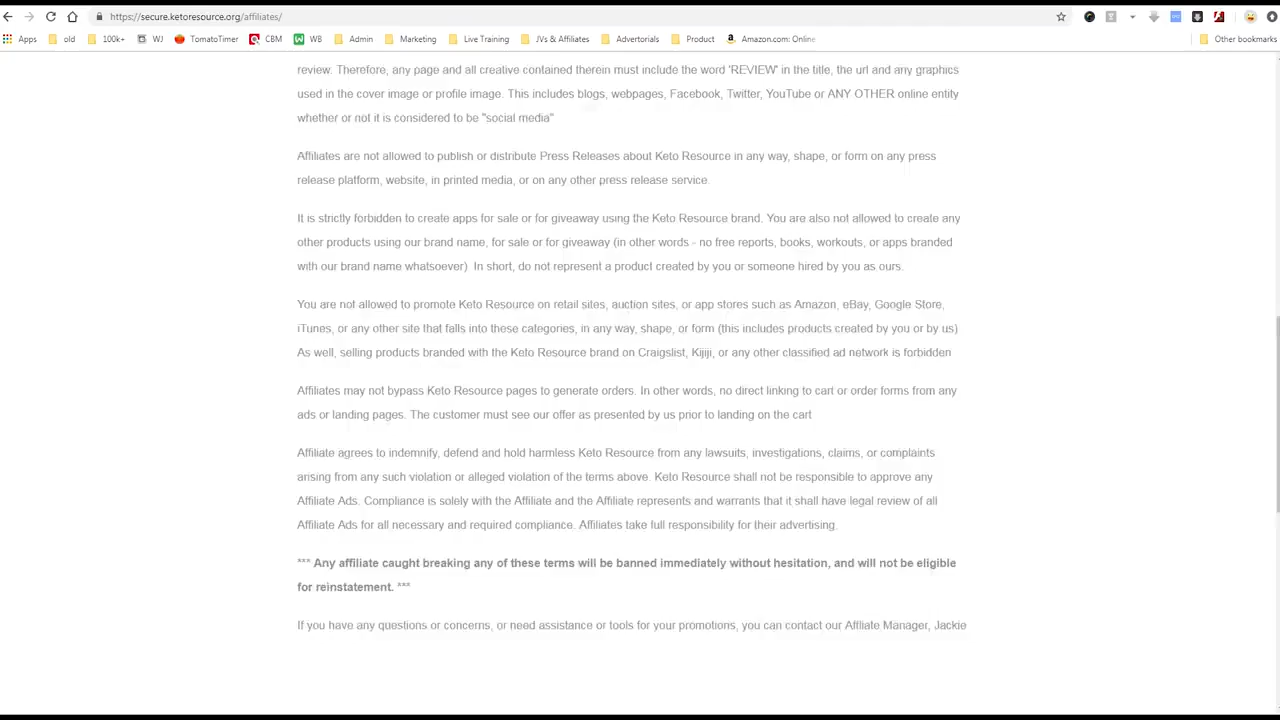 https://secure.ketoresource.org/affiliates/
Apps old 100k+ WJ TomatoTimer CBM WB Admin Marketing Live Training JVs & Affiliates Advertorials Product Amazon.com: Online Other bookmarks
review. Therefore, any page and all creative contained therein must include the word 'REVIEW' in the title, the url and any graphics
used in the cover image or profile image. This includes blogs, webpages, Facebook, Twitter, YouTube or ANY OTHER online entity
whether or not it is considered to be "social media"
Affiliates are not allowed to publish or distribute Press Releases about Keto Resource in any way, shape, or form on any press
release platform, website, in printed media, or on any other press release service.
It is strictly forbidden to create apps for sale or for giveaway using the Keto Resource brand. You are also not allowed to create any
other products using our brand name, for sale or for giveaway (in other words - no free reports, books, workouts, or apps branded
with our brand name whatsoever) In short, do not represent a product created by you or someone hired by you as ours.
You are not allowed to promote Keto Resource on retail sites, auction sites, or app stores such as Amazon, eBay, Google Store,
iTunes, or any other site that falls into these categories, in any way, shape, or form (this includes products created by you or by us)
As well, selling products branded with the Keto Resource brand on Craigslist, Kijiji, or any other classified ad network is forbidden
Affiliates may not bypass Keto Resource pages to generate orders. In other words, no direct linking to cart or order forms from any
ads or landing pages. The customer must see our offer as presented by us prior to landing on the cart
Affiliate agrees to indemnify, defend and hold harmless Keto Resource from any lawsuits, investigations, claims, or complaints
arising from any such violation or alleged violation of the terms above. Keto Resource shall not be responsible to approve any
Affiliate Ads. Compliance is solely with the Affiliate and the Affiliate represents and warrants that it shall have legal review of all
Affiliate Ads for all necessary and required compliance. Affiliates take full responsibility for their advertising.
*** Any affiliate caught breaking any of these terms will be banned immediately without hesitation, and will not be eligible
for reinstatement. ***
If you have any questions or concerns, or need assistance or tools for your promotions, you can contact our Affliate Manager, Jackie